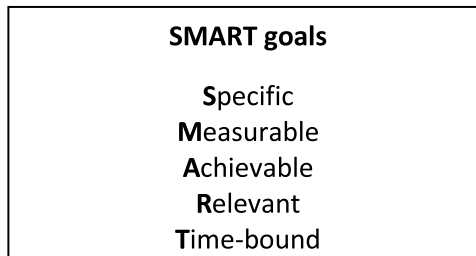 SMART goals
Specific
Measurable
Achievable
Relevant
Time-bound